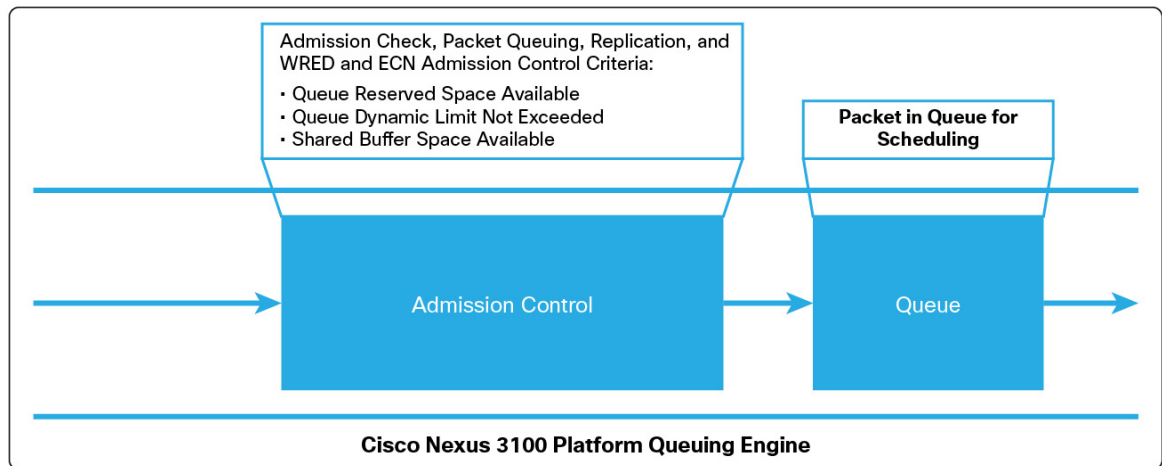 Admission Check, Packet Queuing, Replication, and
WRED and ECN Admission Control Criteria:
· Queue Reserved Space Available
· Queue Dynamic Limit Not Exceeded
· Shared Buffer Space Available
Packet in Queue for
Scheduling
Admission Control
Queue
Cisco Nexus 3100 Platform Queuing Engine